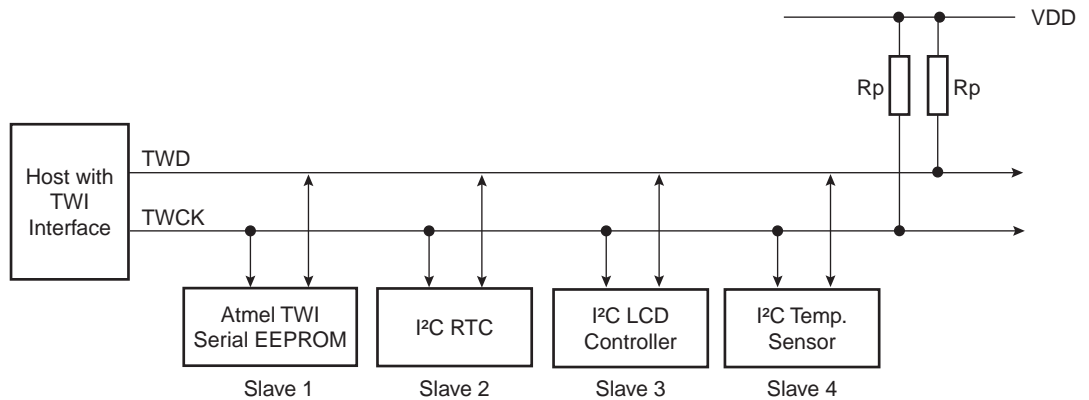 VDD
Rp
Rp
Host with
TWI
Interface
TWD
TWCK
Atmel TWI
Serial EEPROM
Slave 1
I²C RTC
Slave 2
I²C LCD
Controller
Slave 3
I²C Temp.
Sensor
Slave 4